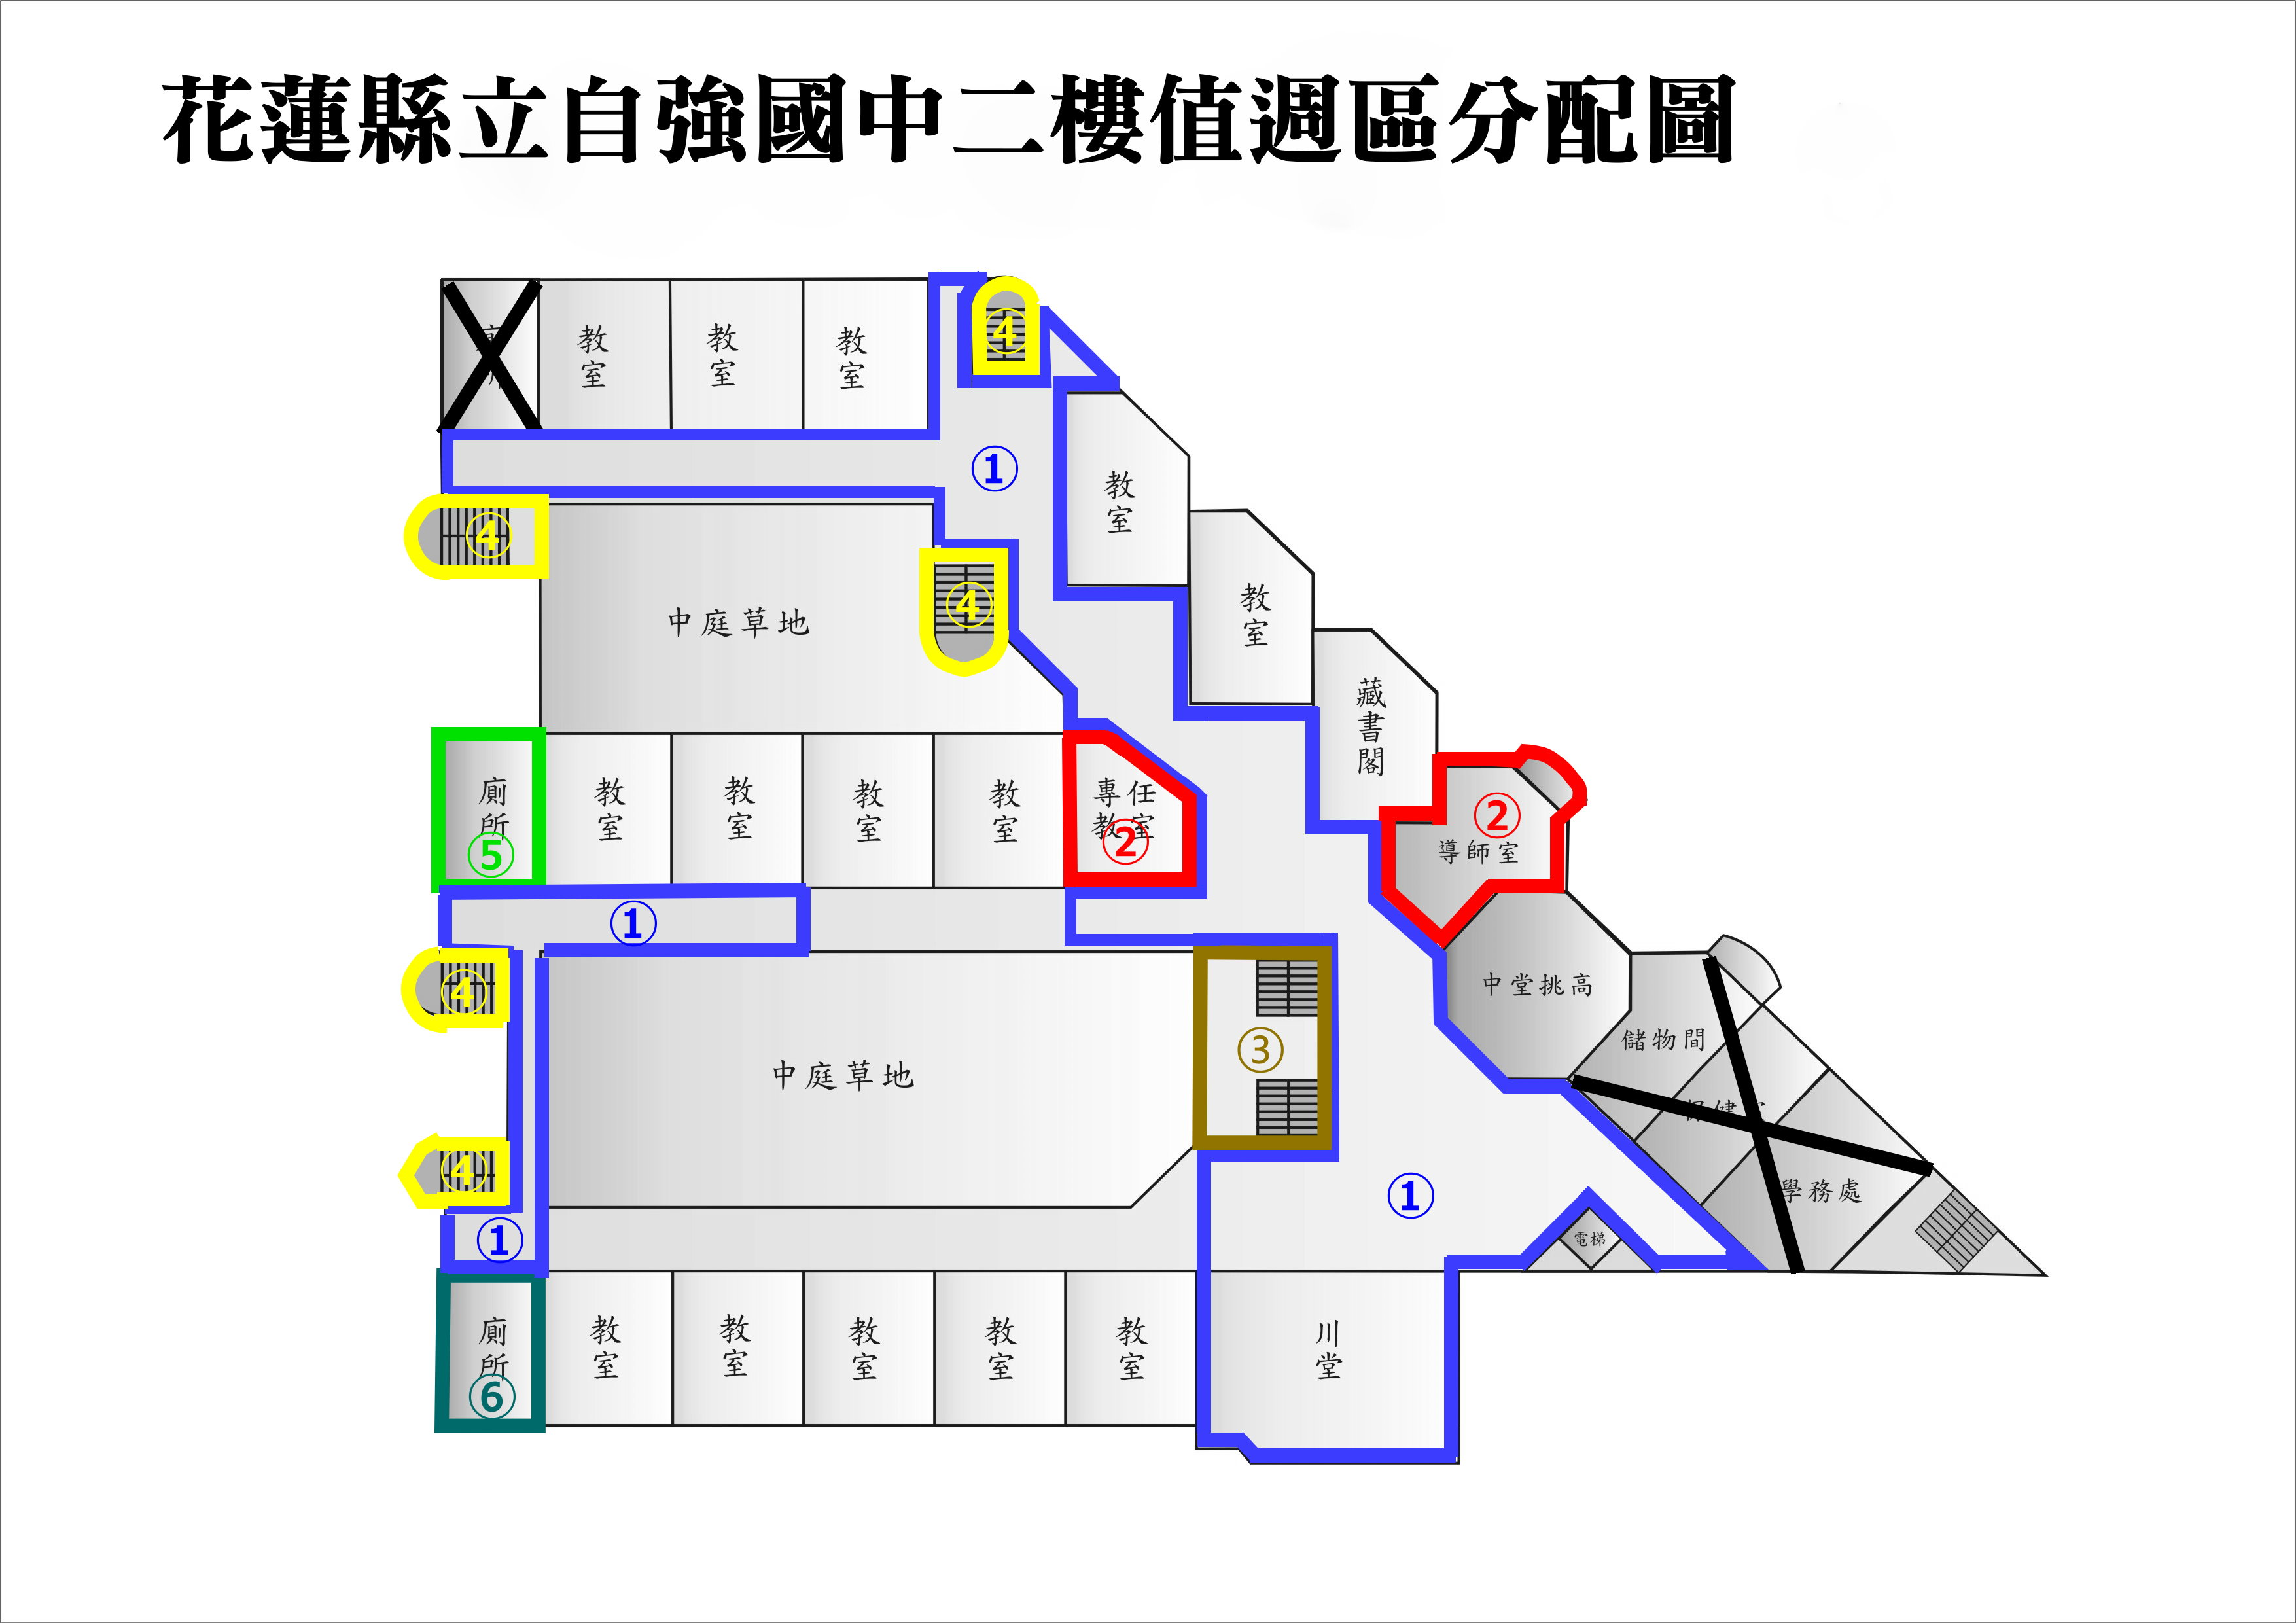 花蓮縣立自強國中二樓值週區分配圖
④
教室
教室
教室
①
教室
④
④
教室
中庭草地
藏書閣
廁所
⑤
教室
教室
教室
教室
專任教室
②
②
導師室
①
④
中堂挑高
儲物間
③
中庭草地
④
①
①
學務處
電梯
廁所
⑥
教室
教室
教室
教室
教室
川堂